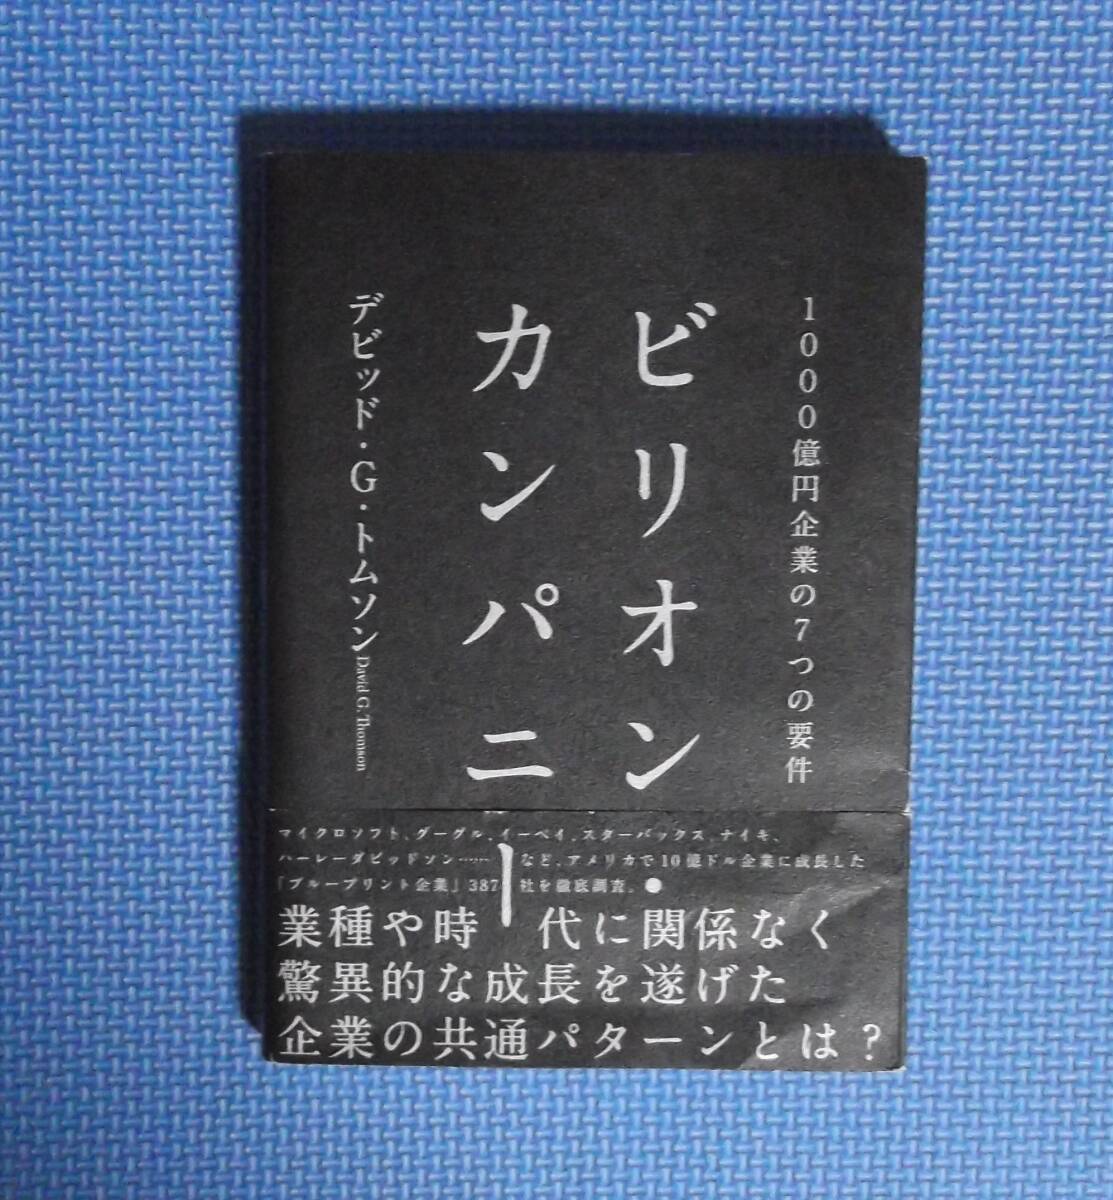 1000億円企業の7つの要件
ビリオン
カンパニー
デビッド・G・トムソン David G. Thomson
マイクロソフト、グーグル、イーベイ、スターバックス、ナイキ、
ハーレーダビッドソン……など、アメリカで10億ドル企業に成長した
「ブループリント企業」387社を徹底調査。●
業種や時代に関係なく
驚異的な成長を遂げた
企業の共通パターンとは?